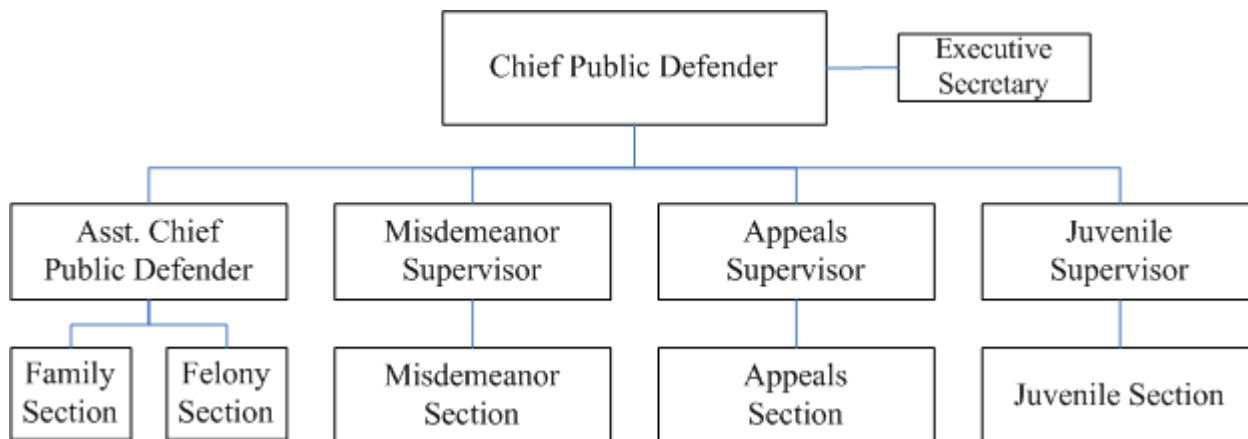 Chief Public Defender
Executive
Secretary
Asst. Chief
Public Defender
Misdemeanor
Supervisor
Appeals
Supervisor
Juvenile
Supervisor
Family
Section
Felony
Section
Misdemeanor
Section
Appeals
Section
Juvenile Section